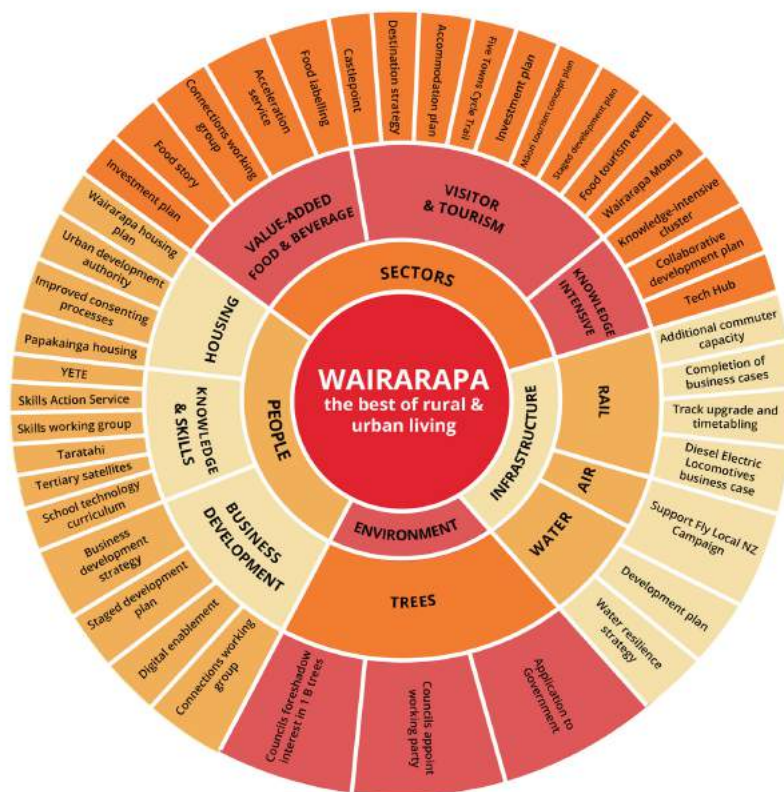 WAIRARAPA
the best of rural &
urban living
SECTORS
INFRASTRUCTURE
ENVIRONMENT
PEOPLE
VALUE-ADDED
FOOD & BEVERAGE
VISITOR
& TOURISM
KNOWLEDGE
INTENSIVE
RAIL
AIR
WATER
TREES
BUSINESS
DEVELOPMENT
KNOWLEDGE
& SKILLS
HOUSING
Investment plan
Food story
Connections working
group
Acceleration
service
Food labelling
Castlepoint
Destination strategy
Accommodation plan
Five Towns Cycle Trail
Investment plan
Māori tourism concept plan
Staged development plan
Food tourism event
Wairarapa Moana
Knowledge-intensive
cluster
Collaborative
development plan
Tech Hub
Additional commuter
capacity
Completion of
business cases
Track upgrade and
timetabling
Diesel Electric
Locomotives
business case
Support Fly Local NZ
Campaign
Development plan
Water resilience
strategy
Application to
Government
Councils appoint
working party
Councils foreshadow
interest in 1 B trees
Connections working
group
Digital enablement
Staged development
plan
Business
development
strategy
School technology
curriculum
Tertiary satellites
Taratahi
Skills working group
Skills Action Service
YETE
Papakainga housing
Improved consenting
processes
Urban development
authority
Wairarapa housing
plan